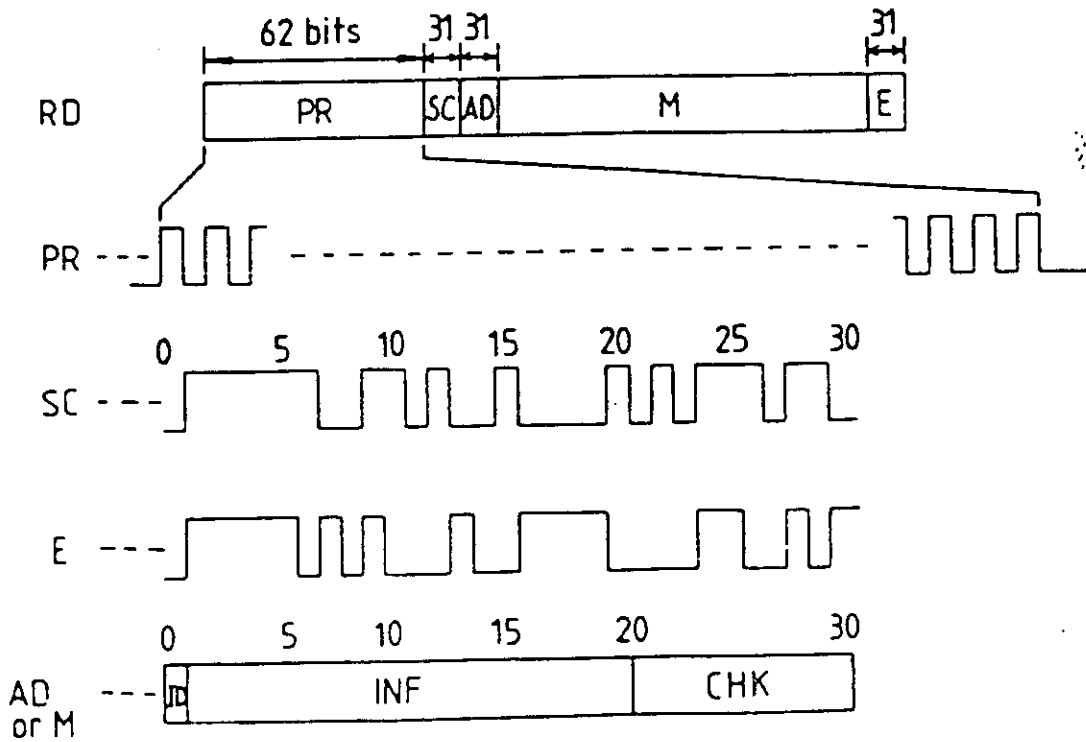 62 bits 31 31 31
RD PR SC AD M E
PR
0 5 10 15 20 25 30
SC
E
0 5 10 15 20 30
AD
or M ID INF CHK